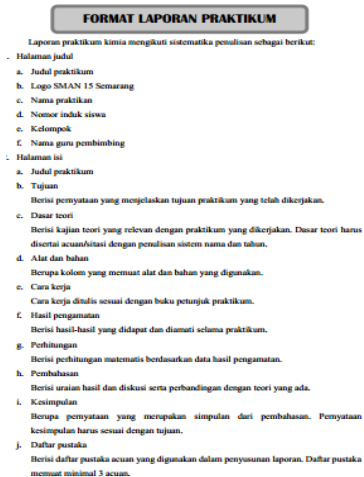 FORMAT LAPORAN PRAKTIKUM
Laporan praktikum kimia mengikuti sistematika penulisan sebagai berikut:
. Halaman judul
a. Judul praktikum
b. Logo SMAN 15 Semarang
c. Nama praktikan
d. Nomor induk siswa
e. Kelompok
f. Nama guru pembimbing
. Halaman isi
a. Judul praktikum
b. Tujuan
Berisi pernyataan yang menjelaskan tujuan praktikum yang telah dikerjakan.
c. Dasar teori
Berisi kajian teori yang relevan dengan praktikum yang dikerjakan. Dasar teori harus
disertai acuan/sitasi dengan penulisan sistem nama dan tahun.
d. Alat dan bahan
Berupa kolom yang memuat alat dan bahan yang digunakan.
e. Cara kerja
Cara kerja ditulis sesuai dengan buku petunjuk praktikum.
f. Hasil pengamatan
Berisi hasil-hasil yang didapat dan diamati selama praktikum.
g. Perhitungan
Berisi perhitungan matematis berdasarkan data hasil pengamatan.
h. Pembahasan
Berisi uraian hasil dan diskusi serta perbandingan dengan teori yang ada.
i. Kesimpulan
Berupa pernyataan yang merupakan simpulan dari pembahasan. Pernyataan
kesimpulan harus sesuai dengan tujuan.
j. Daftar pustaka
Berisi daftar pustaka acuan yang digunakan dalam penyusunan laporan. Daftar pustaka
memuat minimal 3 acuan.